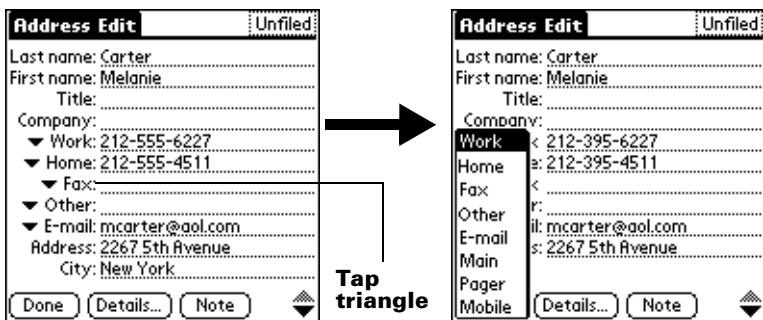 Address Edit Unfiled
Last name: Carter
First name: Melanie
Title:
Company:
Work: 212-555-6227
Home: 212-555-4511
Fax:
Other:
E-mail: mcarter@aol.com
Address: 2267 5th Avenue
City: New York
Done Details... Note
Tap
triangle
Address Edit Unfiled
Last name: Carter
First name: Melanie
Title:
Company:
Work 212-395-6227
Home e: 212-395-4511
Fax
Other r:
E-mail il: mcarter@aol.com
Main s: 2267 5th Avenue
Pager
Mobile Details... Note